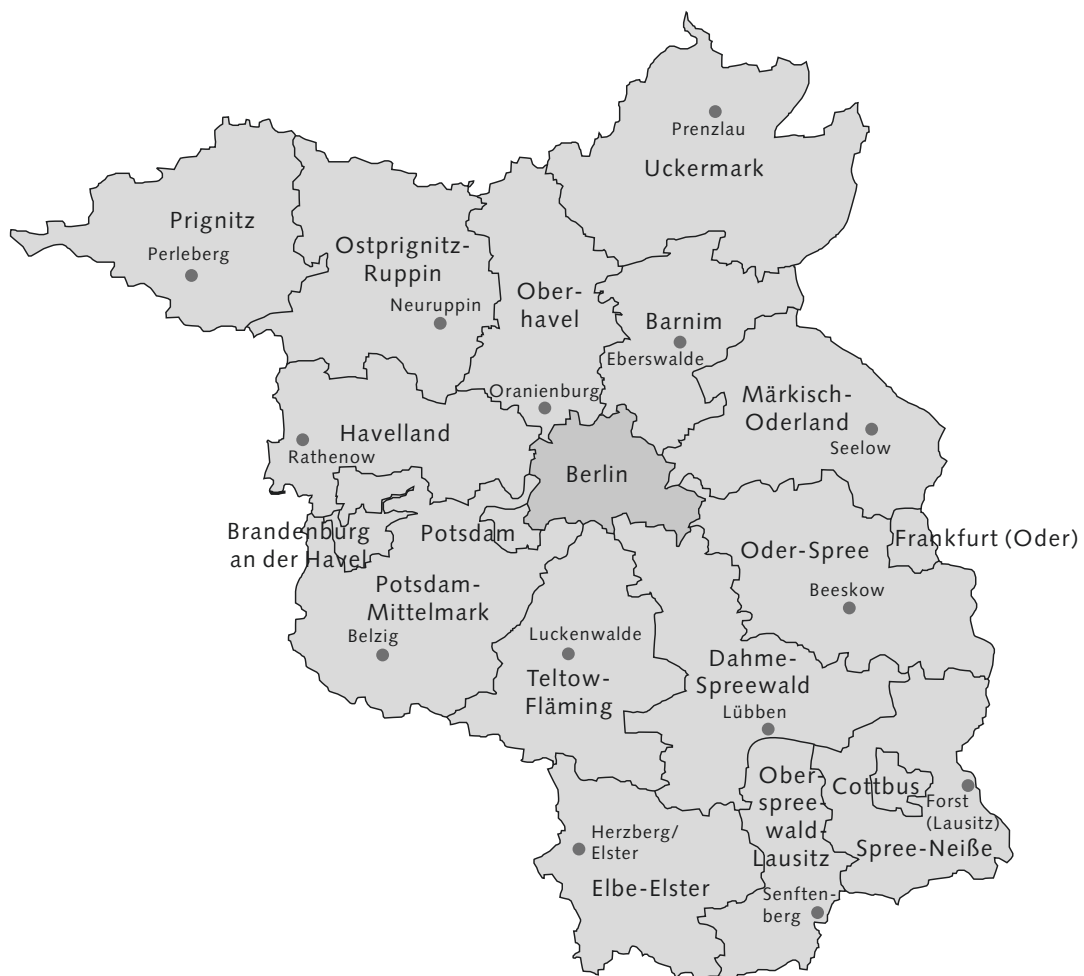 Prenzlau
Uckermark
Prignitz
Perleberg
Ostprignitz-
Ruppin
Neuruppin
Ober-
havel
Oranienburg
Barnim
Eberswalde
Märkisch-
Oderland
Seelow
Havelland
Rathenow
Berlin
Brandenburg
an der Havel
Potsdam
Oder-Spree
Beeskow
Frankfurt (Oder)
Potsdam-
Mittelmark
Belzig
Luckenwalde
Teltow-
Fläming
Dahme-
Spreewald
Lübben
Ober-
spree-
wald-
Lausitz
Senften-
berg
Cottbus
Forst
(Lausitz)
Spree-Neiße
Herzberg/
Elster
Elbe-Elster